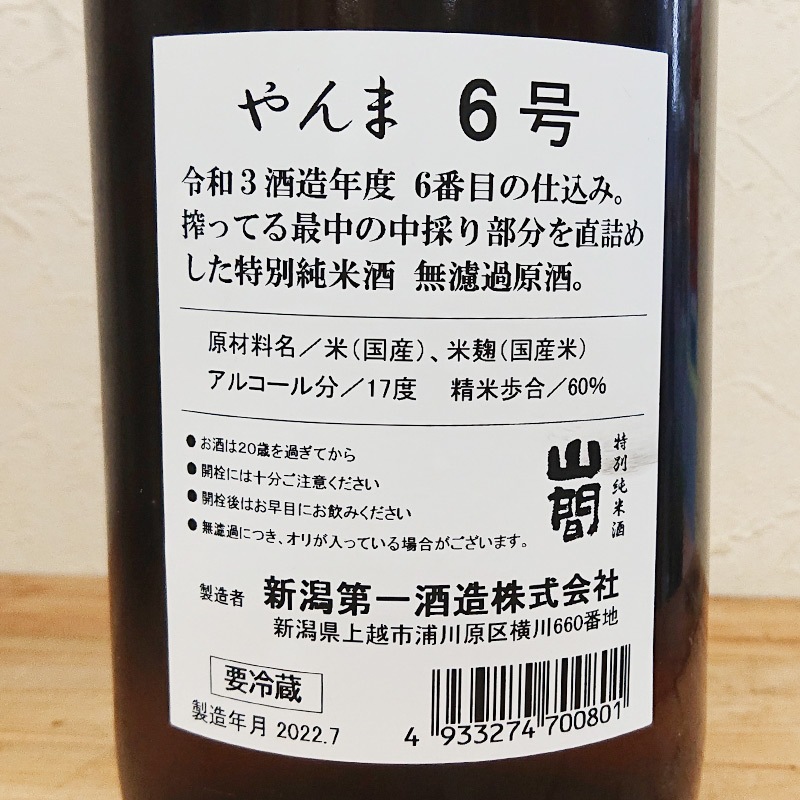 やんま 6号
令和3酒造年度 6番目の仕込み。
搾ってる最中の中採り部分を直詰め
した特別純米酒 無濾過原酒。
原材料名／米(国産)、米麹(国産米)
アルコール分／17度 精米歩合／60%
●お酒は20歳を過ぎてから
●開栓には十分ご注意ください
●開栓後はお早目にお飲みください
●無濾過につき、オリが入っている場合がございます。
特別純米酒
山間
製造者 新潟第一酒造株式会社
新潟県上越市浦川原区横川660番地
要冷蔵
製造年月 2022.7
4 933274 700801